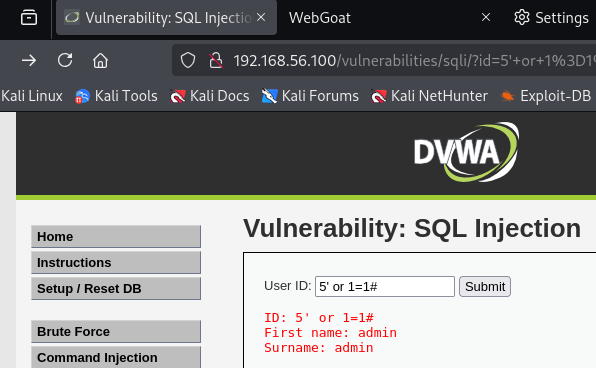 Vulnerability: SQL Injectio
WebGoat
Settings
192.168.56.100/vulnerabilities/sqli/?id=5'+or+1%3D1%
Kali Linux
Kali Tools
Kali Docs
Kali Forums
Kali NetHunter
Exploit-DB
DVWA
Home
Instructions
Setup / Reset DB
Brute Force
Command Injection
Vulnerability: SQL Injection
User ID: 5' or 1=1# Submit
ID: 5' or 1=1#
First name: admin
Surname: admin